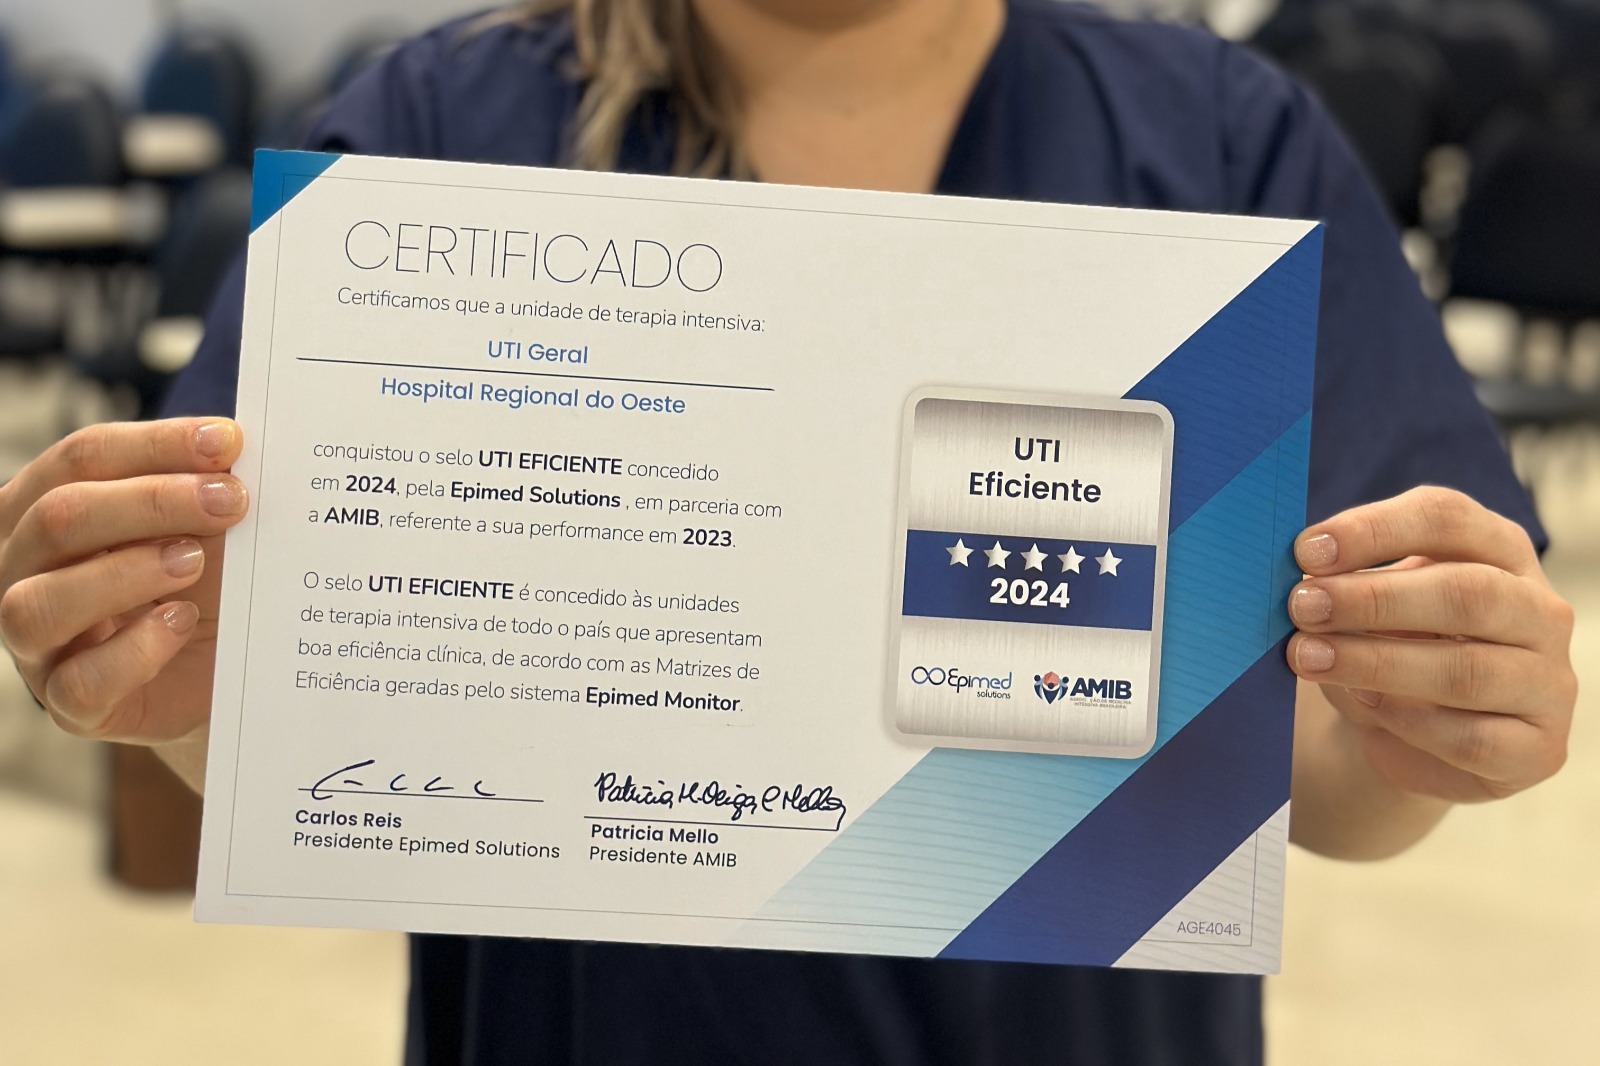 CERTIFICADO
Certificamos que a unidade de terapia intensiva:
UTI Geral
Hospital Regional do Oeste
conquistou o selo UTI EFICIENTE concedido
em 2024, pela Epimed Solutions , em parceria com
a AMIB, referente a sua performance em 2023.
O selo UTI EFICIENTE é concedido às unidades
de terapia intensiva de todo o país que apresentam
boa eficiência clínica, de acordo com as Matrizes de
Eficiência geradas pelo sistema Epimed Monitor.
Carlos Reis
Presidente Epimed Solutions
Patricia Mello
Presidente AMIB
UTI
Eficiente
2024
Epimed
solutions
AMIB
AGE4045